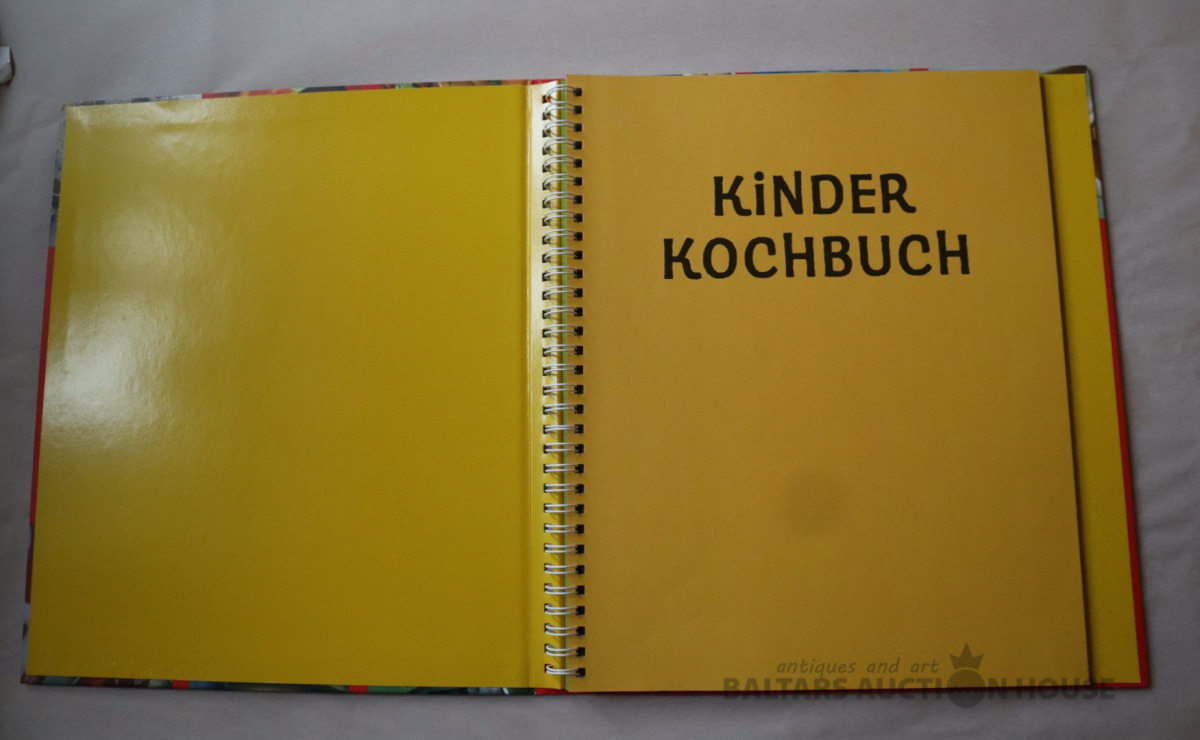 KiNDER
KOCHBUCH
antiques and art
BALTARS AUCTION HOUSE